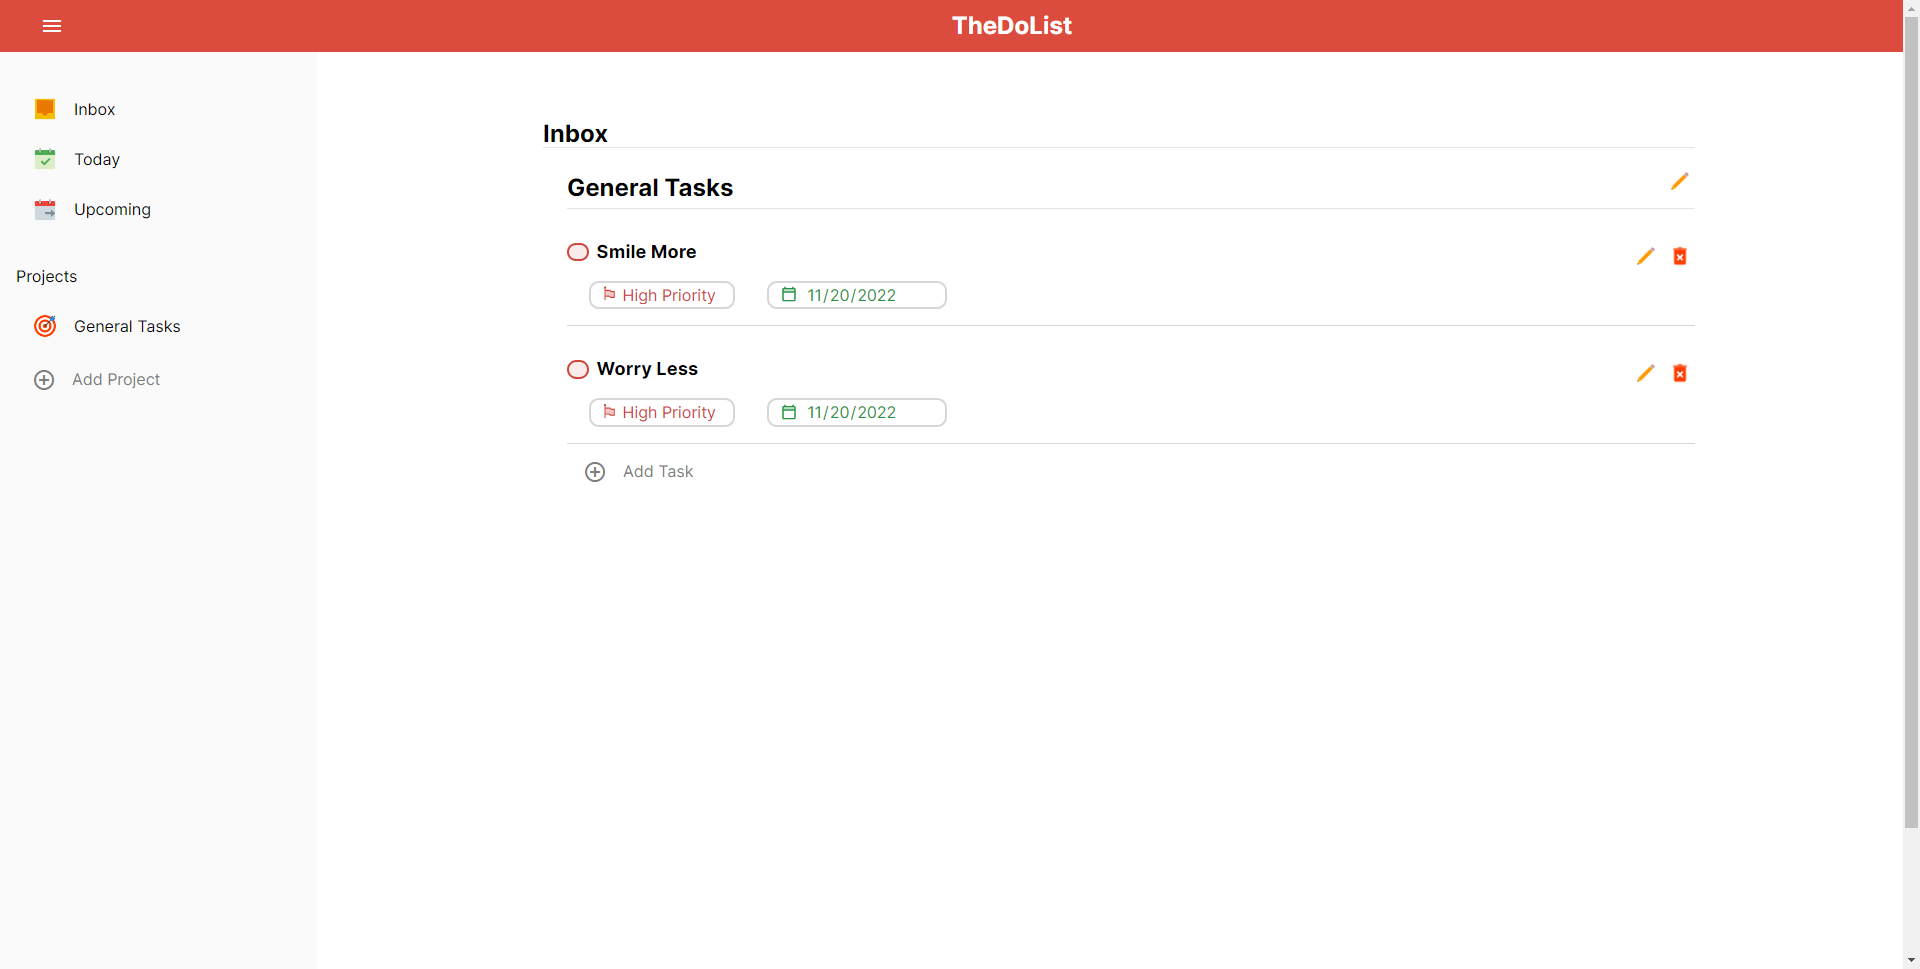 TheDoList
Inbox
Today
Upcoming
Projects
General Tasks
Add Project
Inbox
General Tasks
Smile More
High Priority
11/20/2022
Worry Less
High Priority
11/20/2022
Add Task